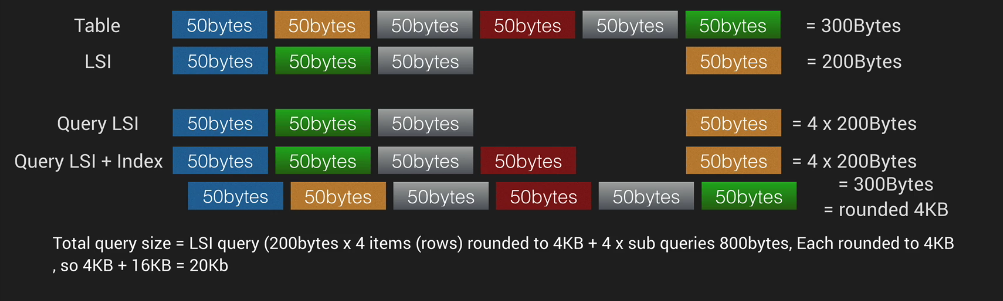 Table 50bytes 50bytes 50bytes 50bytes 50bytes 50bytes = 300Bytes
LSI 50bytes 50bytes 50bytes 50bytes = 200Bytes
Query LSI 50bytes 50bytes 50bytes 50bytes = 4 x 200Bytes
Query LSI + Index 50bytes 50bytes 50bytes 50bytes 50bytes = 4 x 200Bytes
= 300Bytes
50bytes 50bytes 50bytes 50bytes 50bytes 50bytes
= rounded 4KB
Total query size = LSI query (200bytes x 4 items (rows) rounded to 4KB + 4 x sub queries 800bytes, Each rounded to 4KB
, so 4KB + 16KB = 20Kb